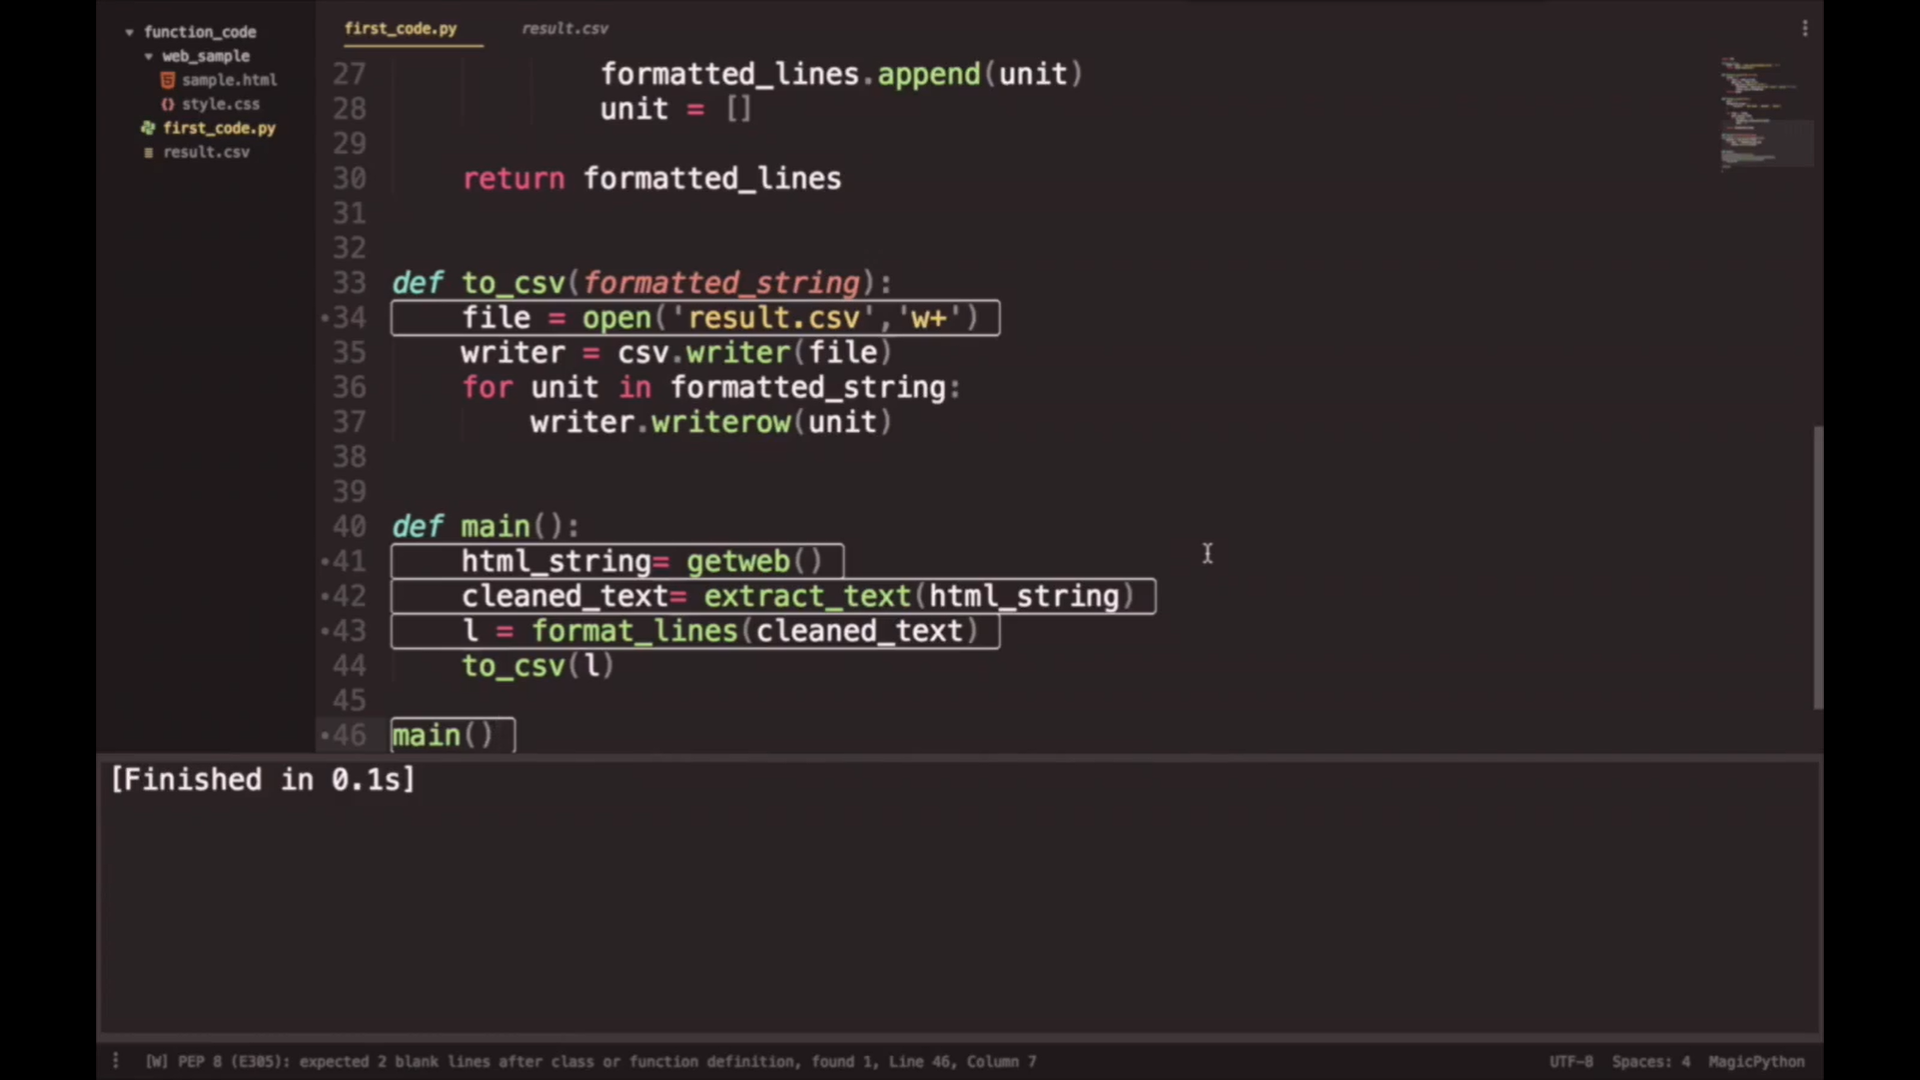 function_code
web_sample
sample.html
style.css
first_code.py
result.csv
first_code.py result.csv
27 formatted_lines.append(unit)
28 unit = []
29
30 return formatted_lines
31
32
33 def to_csv(formatted_string):
34 file = open('result.csv','w+')
35 writer = csv.writer(file)
36 for unit in formatted_string:
37 writer.writerow(unit)
38
39
40 def main():
41 html_string= getweb()
42 cleaned_text= extract_text(html_string)
43 l = format_lines(cleaned_text)
44 to_csv(l)
45
46 main()
[Finished in 0.1s]
[W] PEP 8 (E305): expected 2 blank lines after class or function definition, found 1, Line 46, Column 7 UTF-8 Spaces: 4 MagicPython